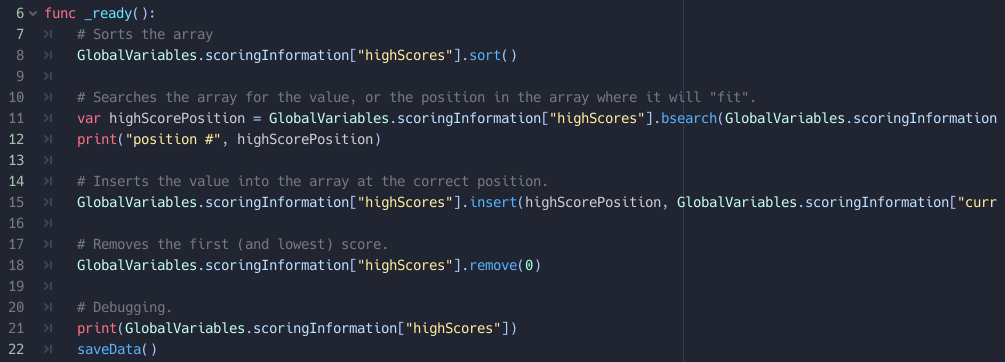 6 func _ready():
7 # Sorts the array
8 GlobalVariables.scoringInformation["highScores"].sort()
9
10 # Searches the array for the value, or the position in the array where it will "fit".
11 var highScorePosition = GlobalVariables.scoringInformation["highScores"].bsearch(GlobalVariables.scoringInformation
12 print("position #", highScorePosition)
13
14 # Inserts the value into the array at the correct position.
15 GlobalVariables.scoringInformation["highScores"].insert(highScorePosition, GlobalVariables.scoringInformation["curr
16
17 # Removes the first (and lowest) score.
18 GlobalVariables.scoringInformation["highScores"].remove(0)
19
20 # Debugging.
21 print(GlobalVariables.scoringInformation["highScores"])
22 saveData()